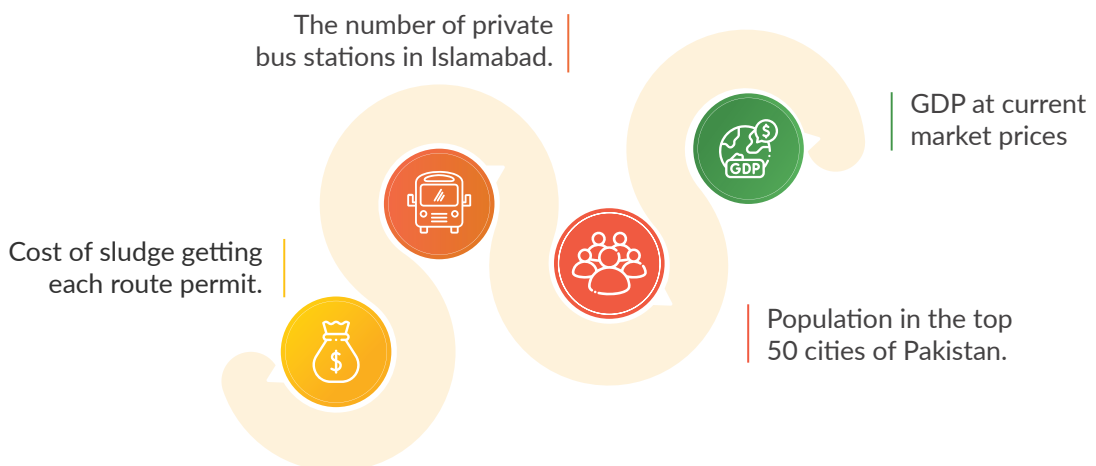 The number of private
bus stations in Islamabad.
GDP at current
market prices
$
GDP
Cost of sludge getting
each route permit.
$
Population in the top
50 cities of Pakistan.